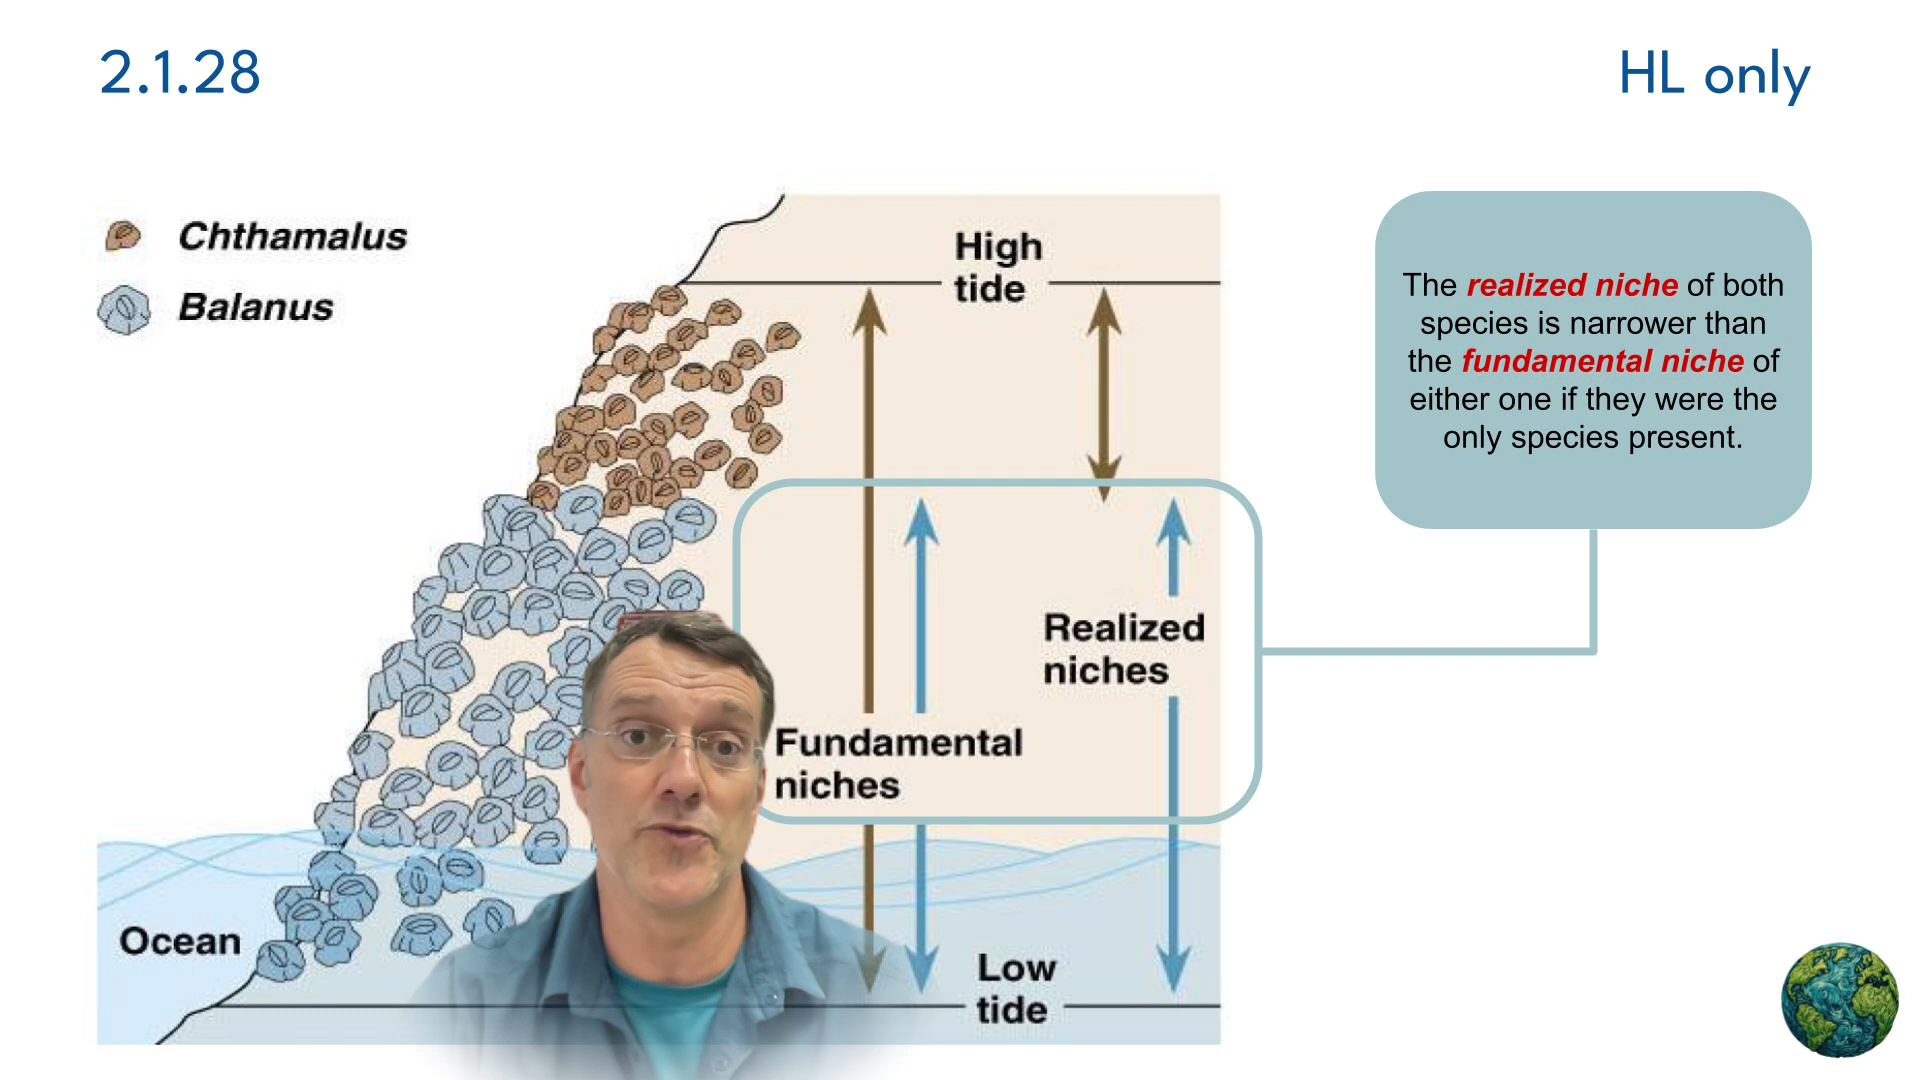 2.1.28
HL only
Chthamalus
Balanus
High
tide
The realized niche of both
species is narrower than
the fundamental niche of
either one if they were the
only species present.
Realized
niches
Fundamental
niches
Ocean
Low
tide